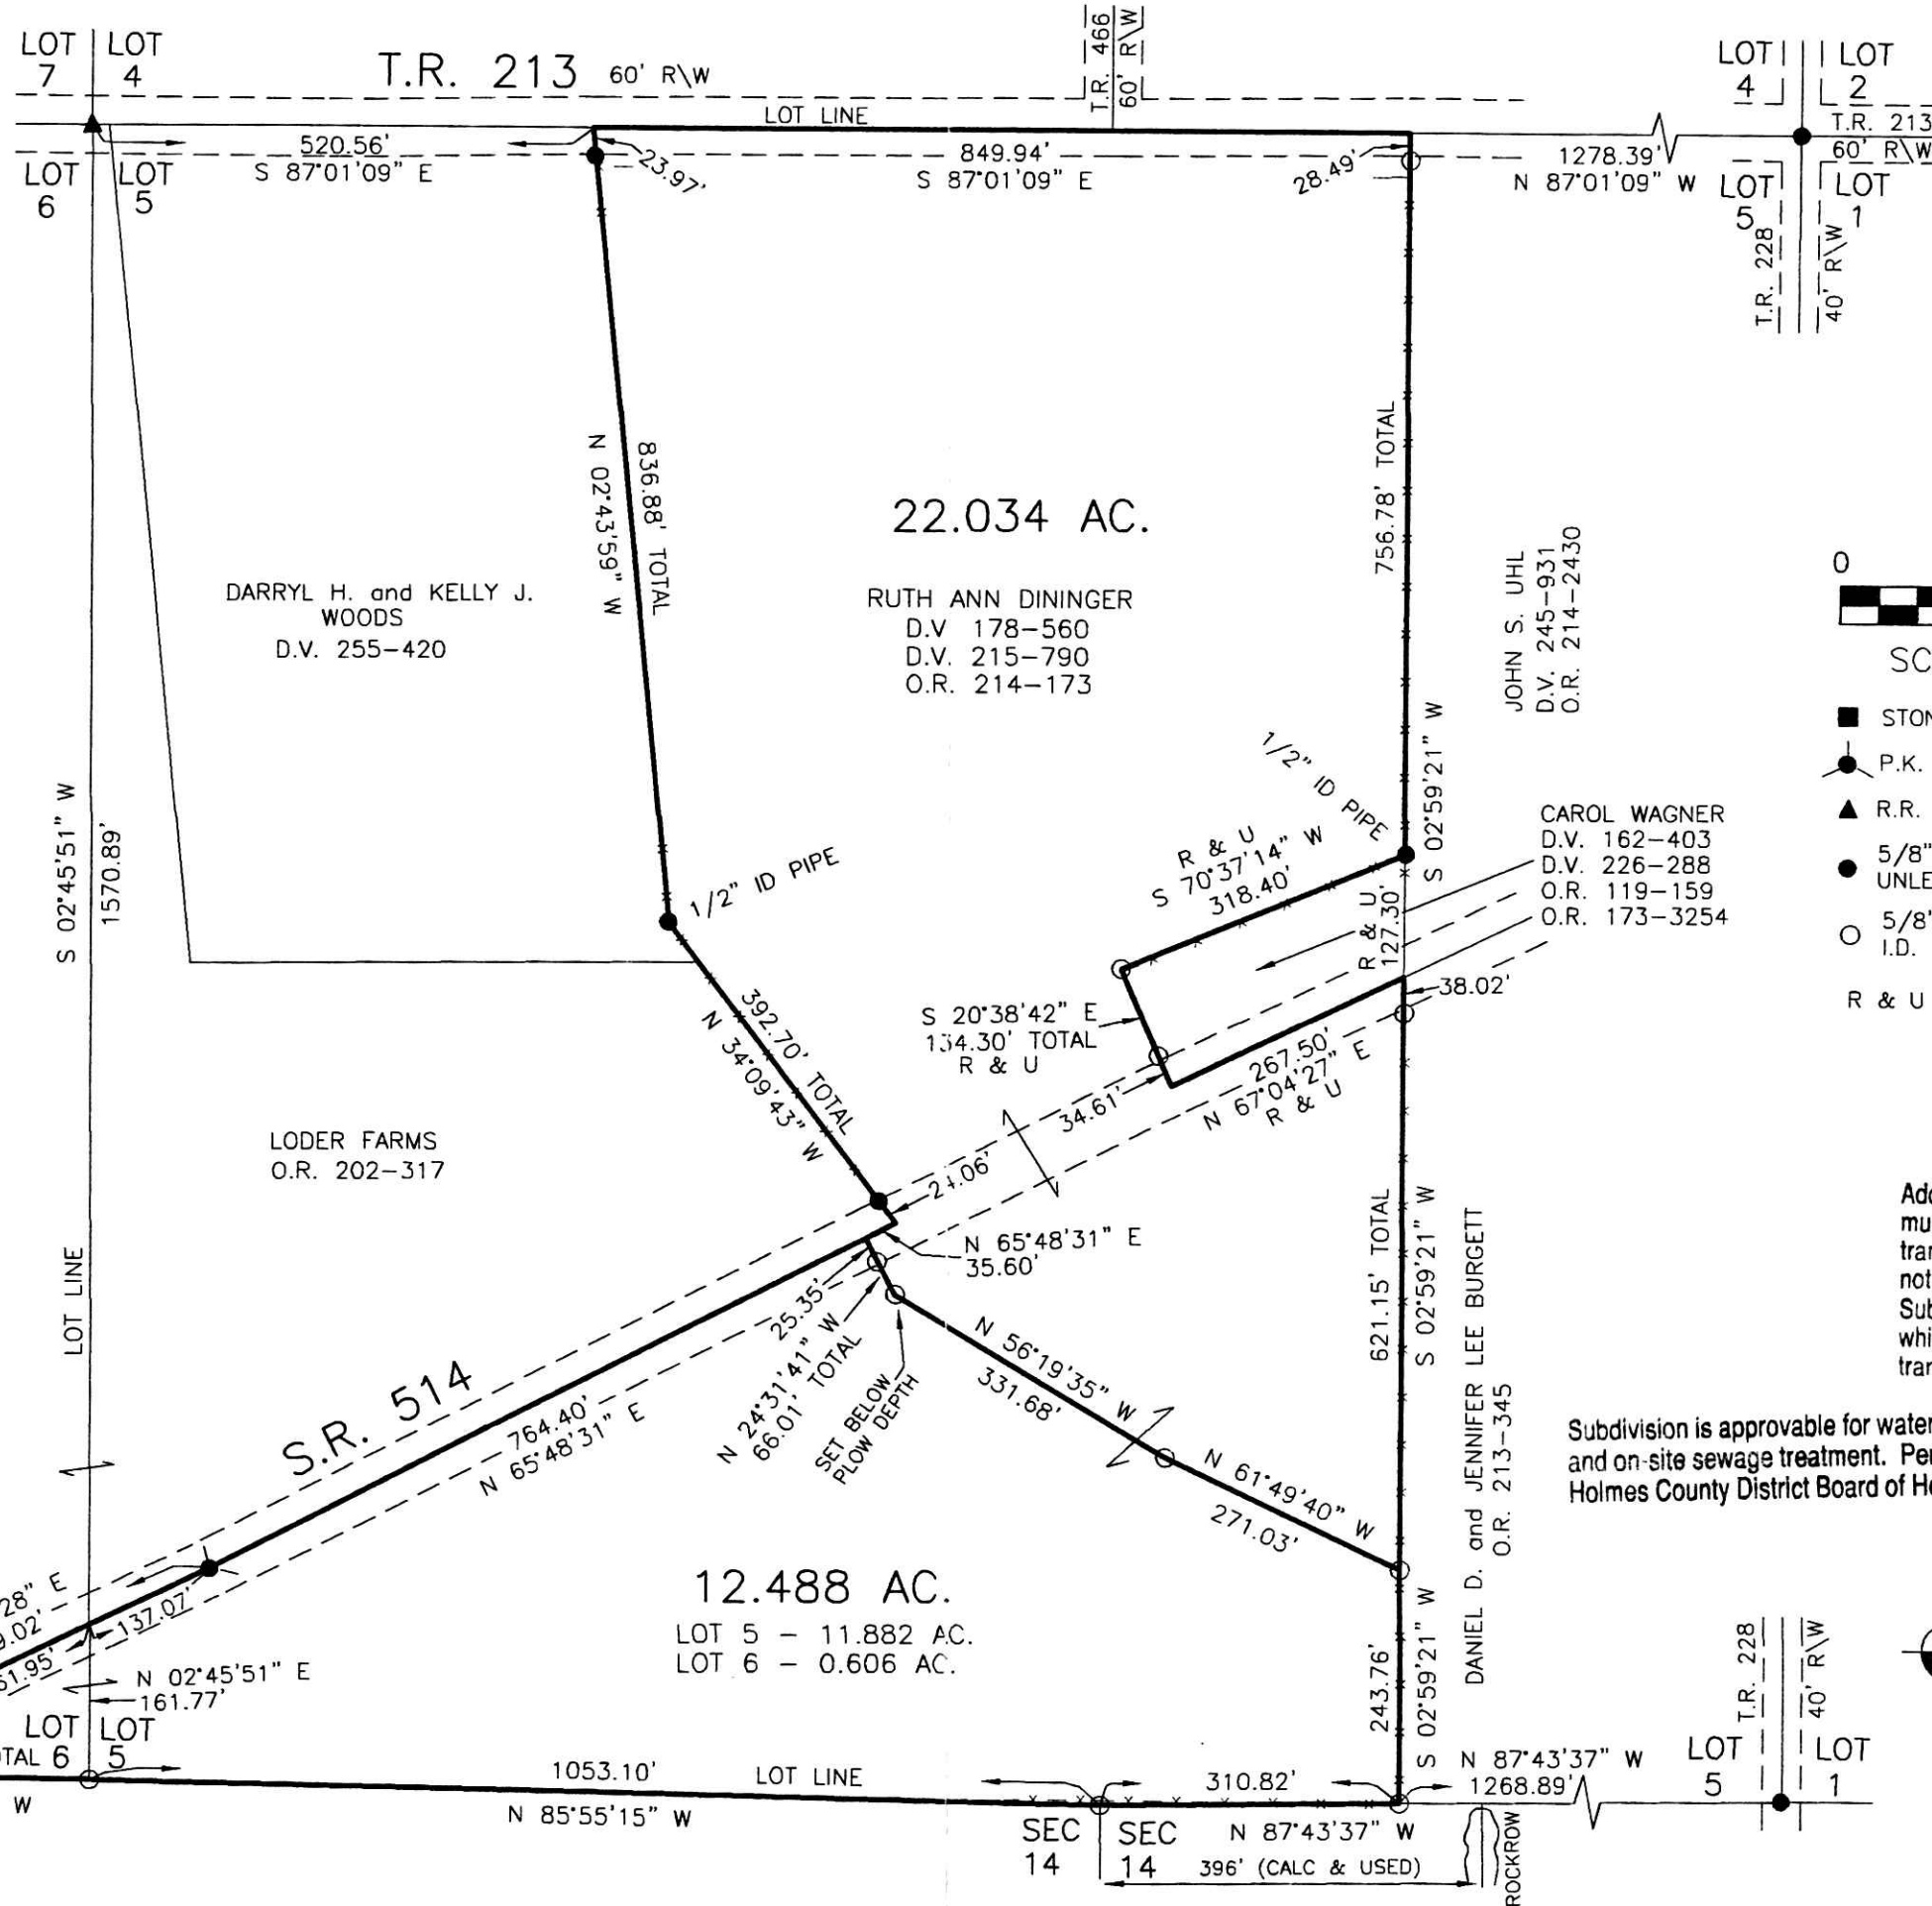 LOT
7
LOT
4
T.R. 213 60' R\W
T.R. 466
60' R\W
LOT
4
LOT
2
LOT LINE
T.R. 213
60' R\W
520.56'
S 87°01'09" E
23.97'
849.94'
S 87°01'09" E
28.49'
1278.39'
N 87°01'09" W
LOT
6
LOT
5
LOT
5
LOT
1
T.R. 228
40' R\W
N 02°43'59" W
836.88' TOTAL
22.034 AC.
756.78' TOTAL
DARRYL H. and KELLY J.
WOODS
D.V. 255-420
RUTH ANN DININGER
D.V 178-560
D.V. 215-790
O.R. 214-173
JOHN S. UHL
D.V. 245-931
O.R. 214-2430
0
STON
P.K.
R.R.
5/8"
UNLE
5/8"
I.D.
R & U
S 02°45'51" W
1570.89'
1/2" ID PIPE
1/2" ID PIPE
S 02°59'21" W
R & U
S 70°37'14" W
318.40'
R & U
127.30'
CAROL WAGNER
D.V. 162-403
D.V. 226-288
O.R. 119-159
O.R. 173-3254
38.02'
S 20°38'42" E
134.30' TOTAL
R & U
392.70' TOTAL
N 34°09'43" W
34.61'
267.50'
N 67°04'27" E
R & U
LODER FARMS
O.R. 202-317
N 65°48'31" E
35.60'
25.35'
N 24°31'41" W
66.01' TOTAL
SET BELOW
PLOW DEPTH
LOT LINE
S.R. 514
764.40'
N 65°48'31" E
N 56°19'35" W
331.68'
N 61°49'40" W
271.03'
621.15' TOTAL
S 02°59'21" W
DANIEL D. and JENNIFER LEE BURGETT
O.R. 213-345
Subdivision is approvable for water
and on-site sewage treatment.
Holmes County District Board of
12.488 AC.
LOT 5 - 11.882 AC.
LOT 6 - 0.606 AC.
28" E
9.02'
137.07'
51.95'
N 02°45'51" E
161.77'
LOT
6
LOT
5
W
1053.10'
LOT LINE
N 85°55'15" W
243.76'
S 02°59'21" W
310.82'
N 87°43'37" W
1268.89'
SEC
14
SEC
14
N 87°43'37" W
396' (CALC & USED)
ROCKROW
T.R. 228
40' R\W
LOT
5
LOT
1